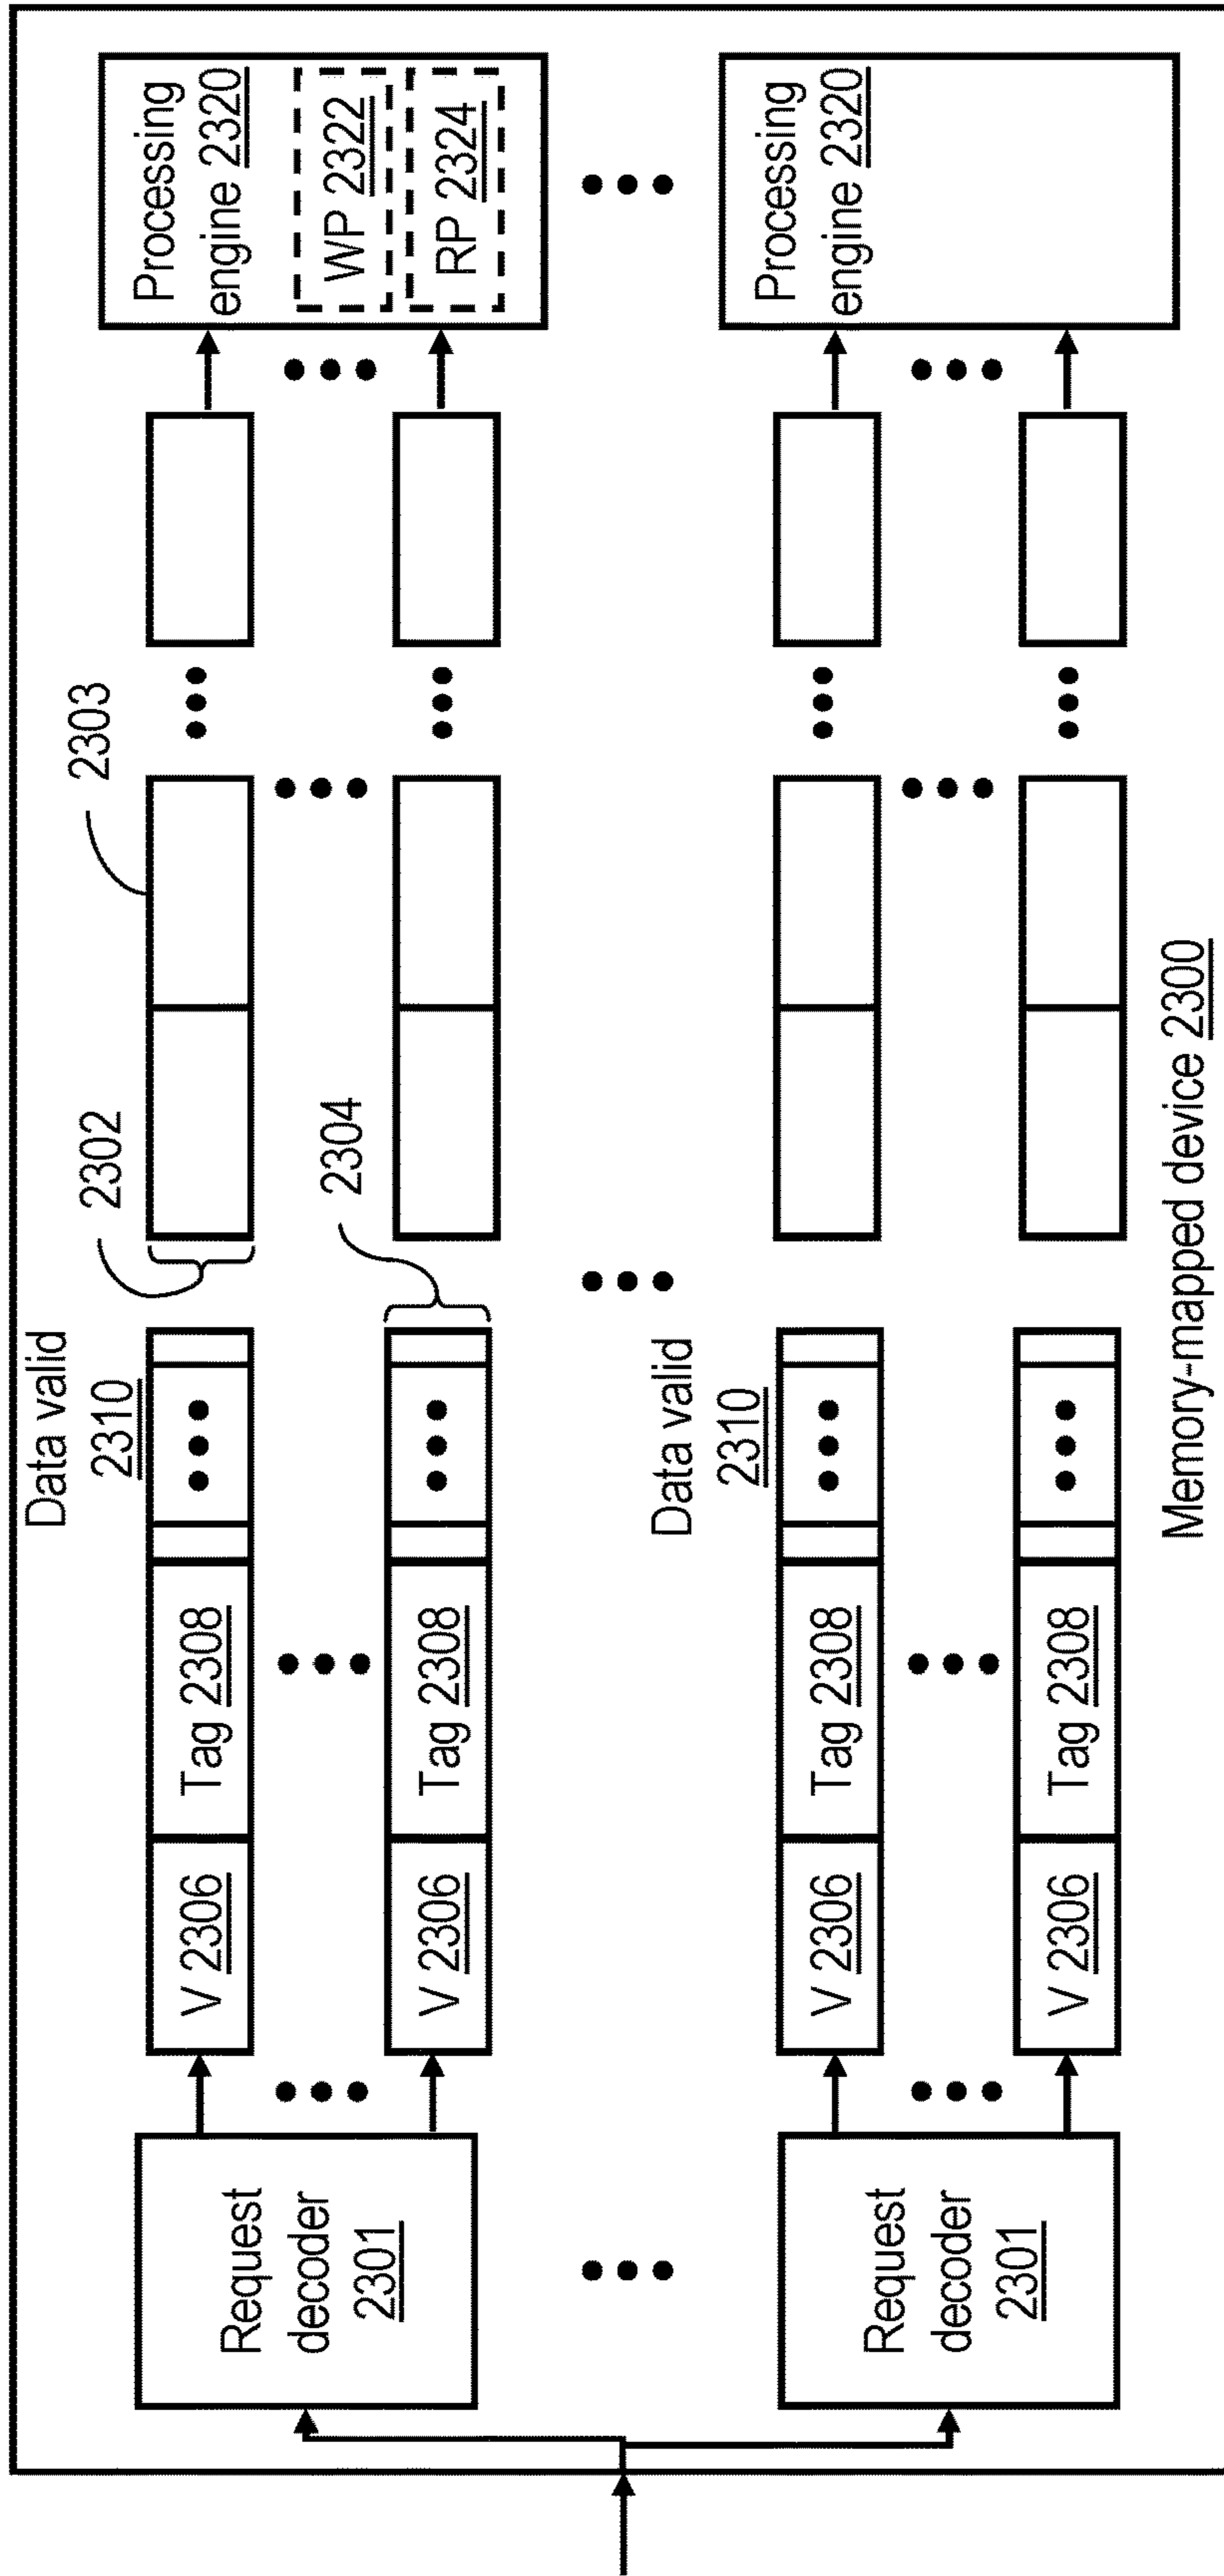 Data valid
2310
2302
2303
2304
Request
decoder
2301
V 2306
Tag 2308
Processing
engine 2320
WP 2322
RP 2324
V 2306
Tag 2308
Data valid
2310
Request
decoder
2301
V 2306
Tag 2308
Processing
engine 2320
V 2306
Tag 2308
Memory-mapped device 2300